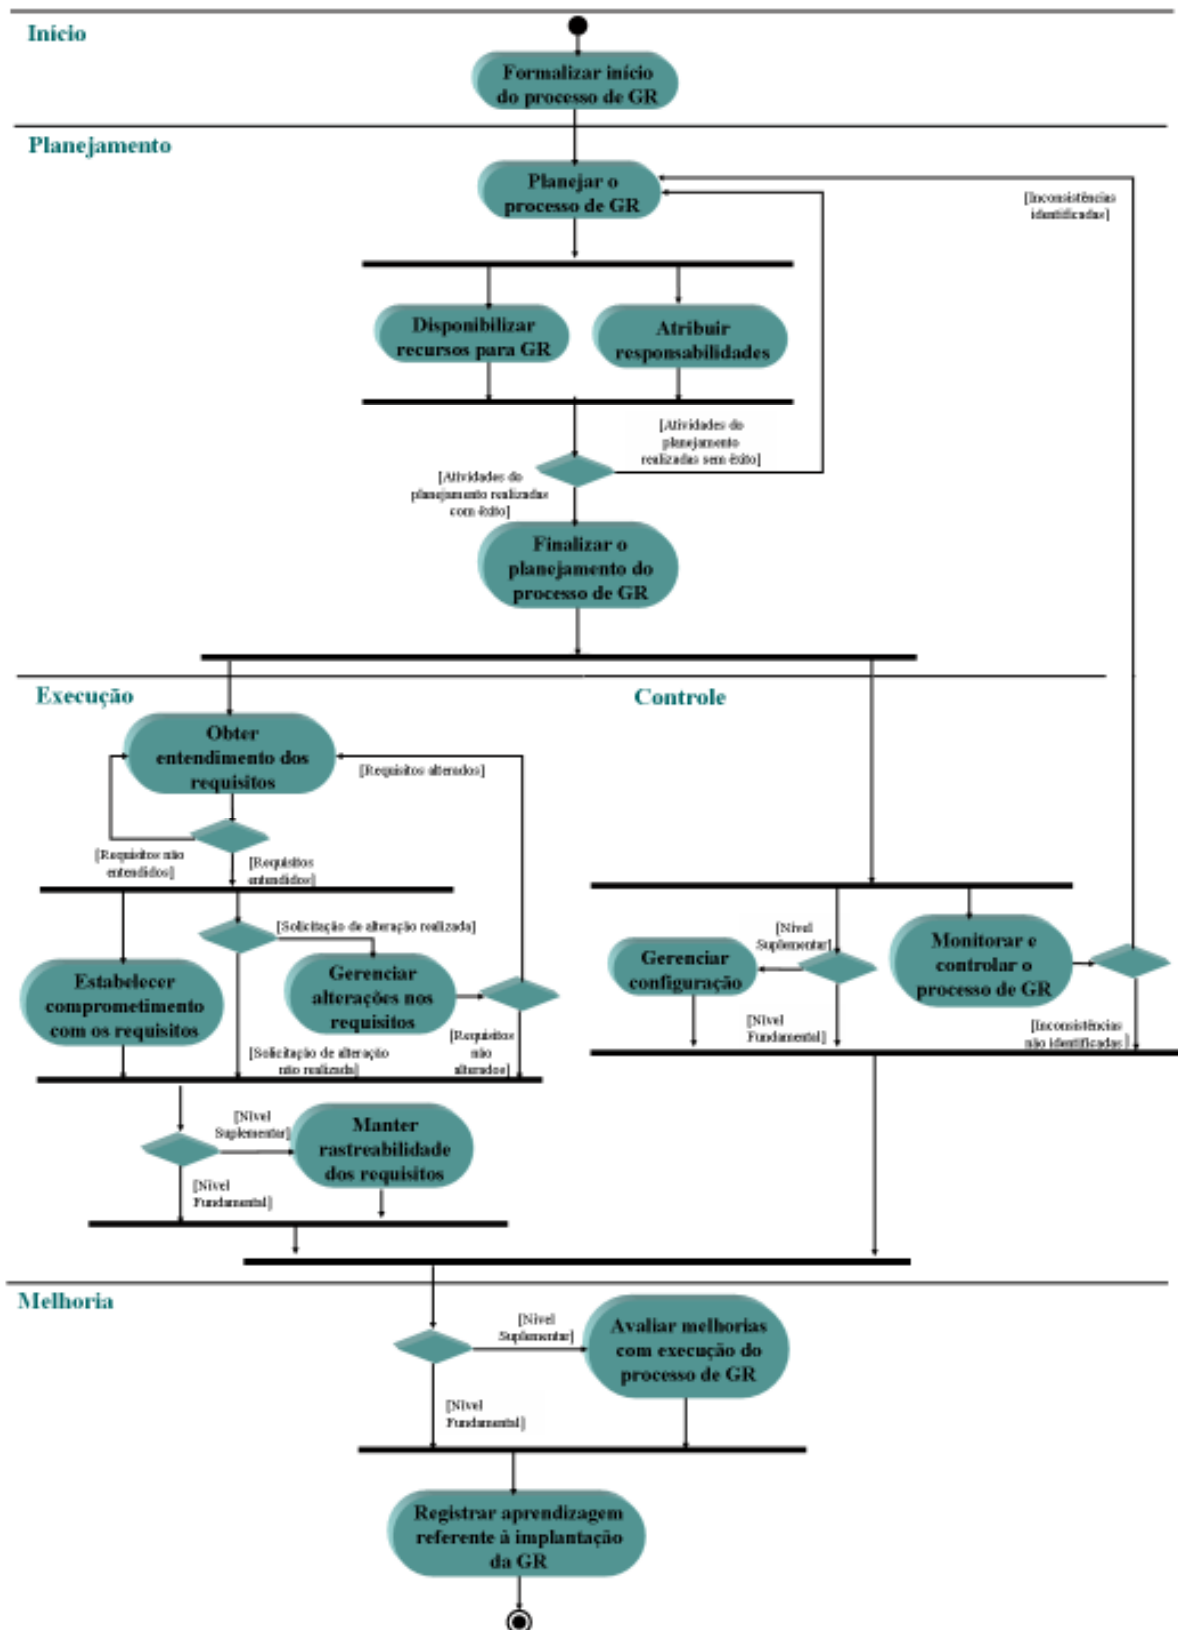 Início
Formalizar início
do processo de GR
Planejamento
Planejar o
processo de GR
[Inconsistências
identificadas]
Disponibilizar
recursos para GR
Atribuir
responsabilidades
[Atividades do
planejamento
realizadas sem êxito]
[Atividades do
planejamento realizadas
com êxito]
Finalizar o
planejamento do
processo de GR
Execução
Controle
Obter
entendimento dos
requisitos
[Requisitos alterados]
[Requisitos não
entendidos]
[Requisitos
entendidos]
[Solicitação de alteração realizada]
Estabelecer
comprometimento
com os requisitos
Gerenciar
alterações nos
requisitos
[Requisitos
não
alterados]
[Solicitação de alteração
não realizada]
Gerenciar
configuração
[Nível
Suplementar]
[Nível
Fundamental]
Monitorar e
controlar o
processo de GR
[Inconsistências
não identificadas]
[Nível
Suplementar]
Manter
rastreabilidade
dos requisitos
[Nível
Fundamental]
Melhoria
[Nível
Suplementar]
Avaliar melhorias
com execução do
processo de GR
[Nível
Fundamental]
Registrar aprendizagem
referente à implantação
da GR